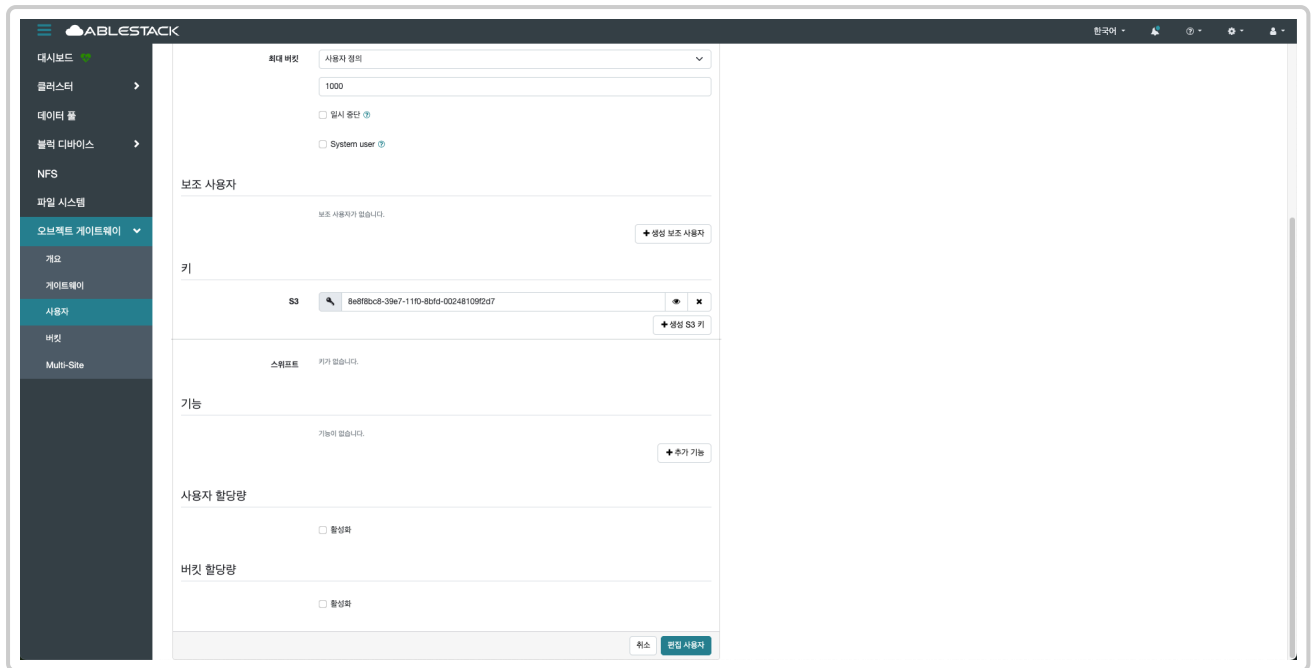 ABLESTACK
한국어
대시보드
클러스터
데이터 풀
블럭 디바이스
NFS
파일 시스템
오브젝트 게이트웨이
개요
게이트웨이
사용자
버킷
Multi-Site
최대 버킷
사용자 정의
1000
일시 중단
System user
보조 사용자
보조 사용자가 없습니다.
생성 보조 사용자
키
S3
8e8f8bc8-39e7-11f0-8bfd-00248109f2d7
생성 S3 키
스위프트
키가 없습니다.
기능
기능이 없습니다.
추가 기능
사용자 할당량
활성화
버킷 할당량
활성화
취소
편집 사용자